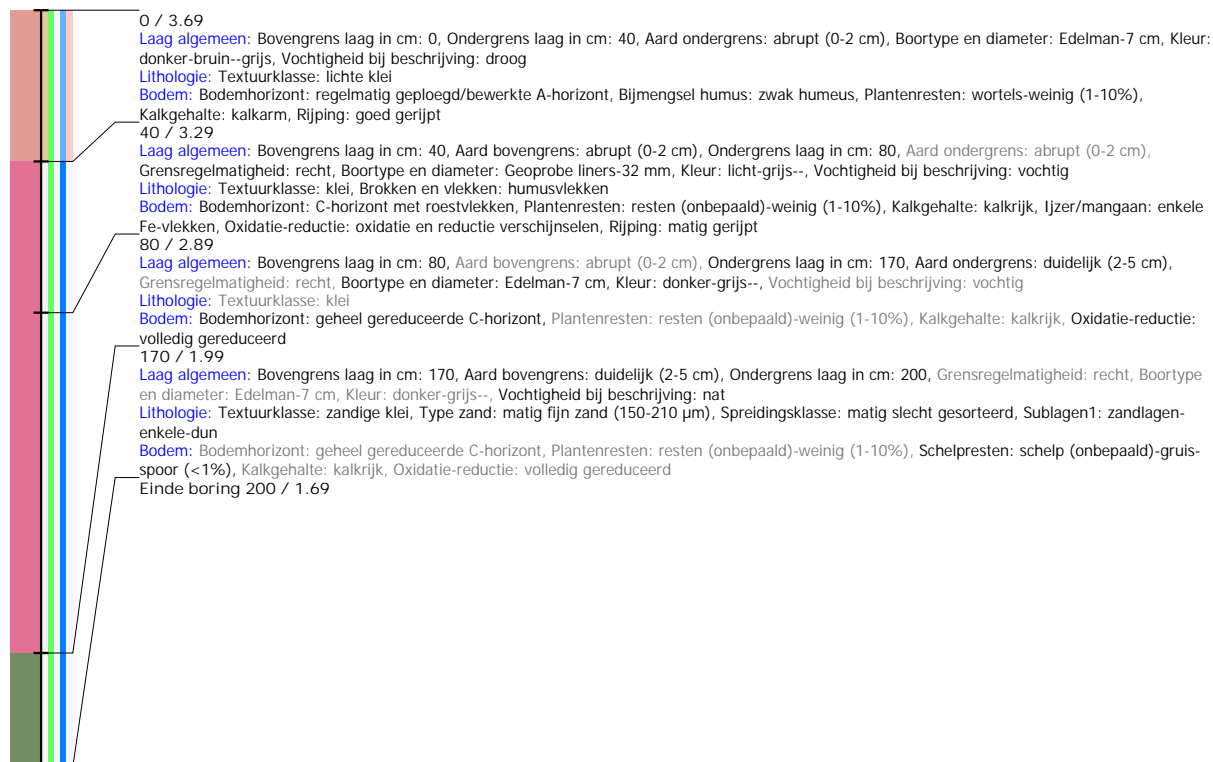 0 / 3.69
Laag algemeen: Bovengrens laag in cm: 0, Ondergrens laag in cm: 40, Aard ondergrens: abrupt (0-2 cm), Boortype en diameter: Edelman-7 cm, Kleur:
donker-bruin--grijs, Vochtigheid bij beschrijving: droog
Lithologie: Textuurklasse: lichte klei
Bodem: Bodemhorizont: regelmatig geploegd/bewerkte A-horizont, Bijmengsel humus: zwak humeus, Plantenresten: wortels-weinig (1-10%),
Kalkgehalte: kalkarm, Rijping: goed gerijpt
40 / 3.29
Laag algemeen: Bovengrens laag in cm: 40, Aard bovengrens: abrupt (0-2 cm), Ondergrens laag in cm: 80, Aard ondergrens: abrupt (0-2 cm),
Grensregelmatigheid: recht, Boortype en diameter: Geoprobe liners-32 mm, Kleur: licht-grijs--, Vochtigheid bij beschrijving: vochtig
Lithologie: Textuurklasse: klei, Brokken en vlekken: humusvlekken
Bodem: Bodemhorizont: C-horizont met roestvlekken, Plantenresten: resten (onbepaald)-weinig (1-10%), Kalkgehalte: kalkrijk, Ijzer/mangaan: enkele
Fe-vlekken, Oxidatie-reductie: oxidatie en reductie verschijnselen, Rijping: matig gerijpt
80 / 2.89
Laag algemeen: Bovengrens laag in cm: 80, Aard bovengrens: abrupt (0-2 cm), Ondergrens laag in cm: 170, Aard ondergrens: duidelijk (2-5 cm),
Grensregelmatigheid: recht, Boortype en diameter: Edelman-7 cm, Kleur: donker-grijs--, Vochtigheid bij beschrijving: vochtig
Lithologie: Textuurklasse: klei
Bodem: Bodemhorizont: geheel gereduceerde C-horizont, Plantenresten: resten (onbepaald)-weinig (1-10%), Kalkgehalte: kalkrijk, Oxidatie-reductie:
volledig gereduceerd
170 / 1.99
Laag algemeen: Bovengrens laag in cm: 170, Aard bovengrens: duidelijk (2-5 cm), Ondergrens laag in cm: 200, Grensregelmatigheid: recht, Boortype
en diameter: Edelman-7 cm, Kleur: donker-grijs--, Vochtigheid bij beschrijving: nat
Lithologie: Textuurklasse: zandige klei, Type zand: matig fijn zand (150-210 µm), Spreidingsklasse: matig slecht gesorteerd, Sublagen1: zandlagen-
enkele-dun
Bodem: Bodemhorizont: geheel gereduceerde C-horizont, Plantenresten: resten (onbepaald)-weinig (1-10%), Schelpresten: schelp (onbepaald)-gruis-
spoor (<1%), Kalkgehalte: kalkrijk, Oxidatie-reductie: volledig gereduceerd
Einde boring 200 / 1.69